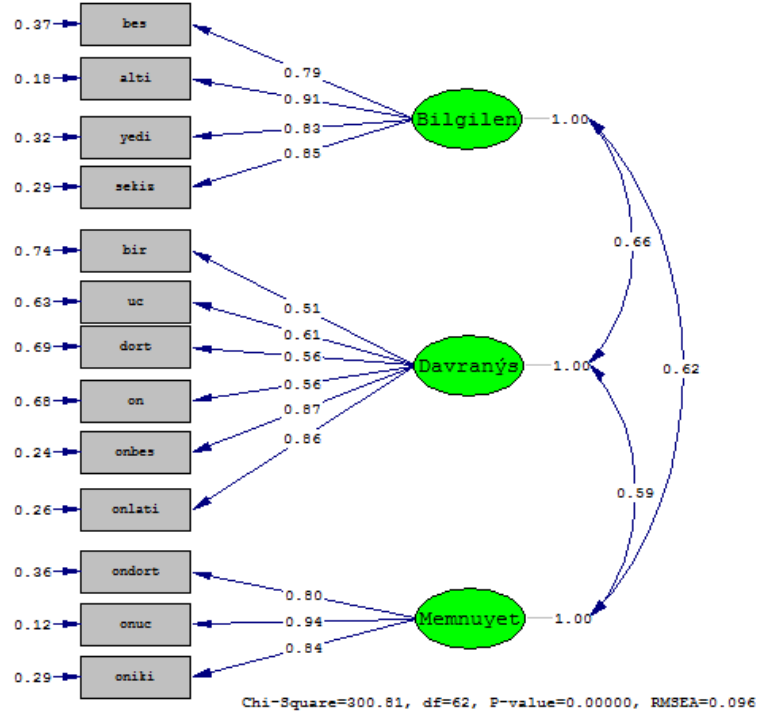 0.37 bes
0.79
0.18 alti
0.91
Bilgilen 1.00
0.32 yedi
0.83
0.85
0.29 sekiz
0.66
0.74 bir
0.63 uc
0.51
0.61
0.69 dort
0.56
Davranýs 1.00
0.62
0.68 on
0.56
0.87
0.86
0.24 onbes
0.59
0.26 onlati
0.36 ondort
0.80
0.12 onuc
0.94
Memnuyet 1.00
0.84
0.29 oniki
Chi-Square=300.81, df=62, P-value=0.00000, RMSEA=0.096